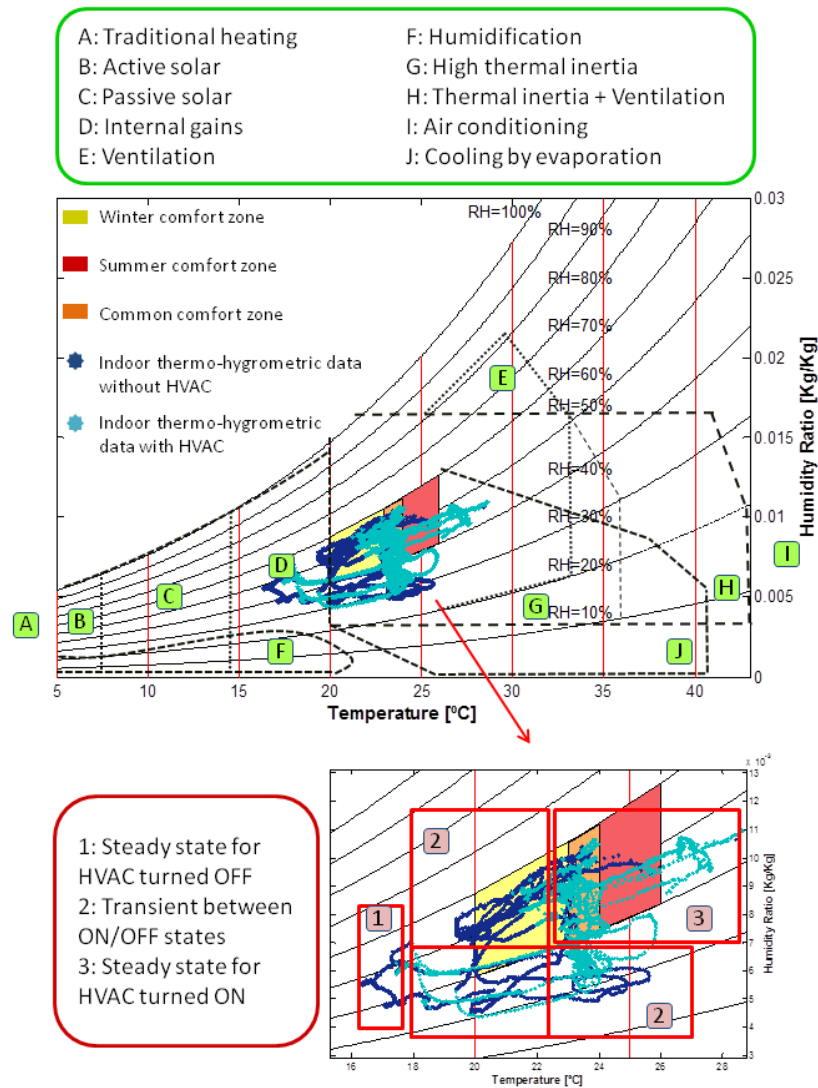 A: Traditional heating
B: Active solar
C: Passive solar
D: Internal gains
E: Ventilation
F: Humidification
G: High thermal inertia
H: Thermal inertia + Ventilation
I: Air conditioning
J: Cooling by evaporation
Winter comfort zone
Summer comfort zone
Common comfort zone
Indoor thermo-hygrometric data
without HVAC
Indoor thermo-hygrometric
data with HVAC
RH=100%
RH=90%
RH=80%
RH=70%
RH=60%
RH=50%
RH=40%
RH=30%
RH=20%
RH=10%
A
B
C
D
E
F
G
H
I
J
0.03
0.025
0.02
0.015
0.01
0.005
0
Humidity Ratio [Kg/Kg]
5 10 15 20 25 30 35 40
Temperature [ºC]
1: Steady state for
HVAC turned OFF
2: Transient between
ON/OFF states
3: Steady state for
HVAC turned ON
1
2
3
2
13
12
11
10
9
8
7
6
5
4
3
Humidity Ratio [Kg/Kg]
16 18 20 22 24 26 28
Temperature [ºC]